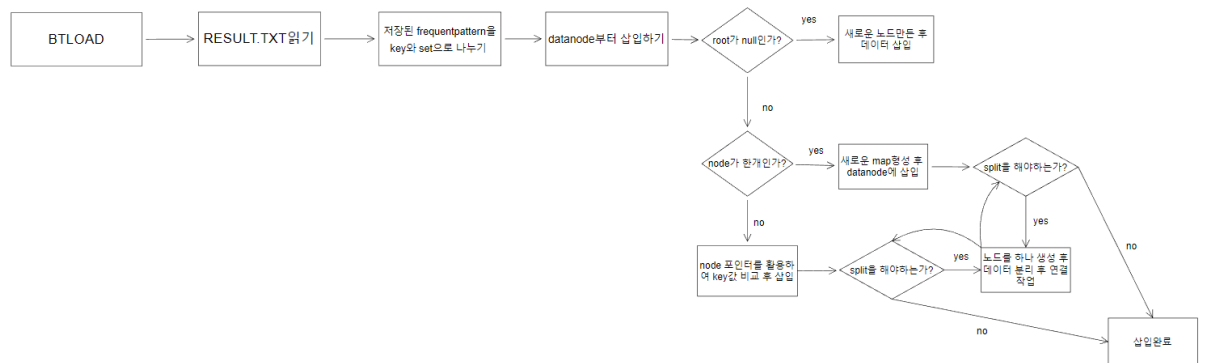 BTLOAD
RESULT.TXT읽기
저장된 frequentpattern을
key와 set으로 나누기
datanode부터 삽입하기
root가 null인가?
yes
새로운 노드만든 후
데이터 삽입
no
node가 한개인가?
yes
새로운 map형성 후
datanode에 삽입
split을 해야하는가?
no
yes
no
node 포인터를 활용하
여 key값 비교 후 삽입
split을 해야하는가?
yes
노드를 하나 생성 후
데이터 분리 후 연결
작업
no
삽입완료